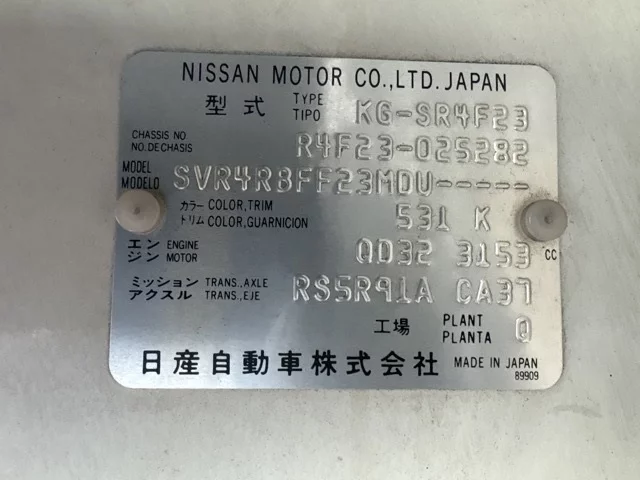 NISSAN MOTOR CO.,LTD. JAPAN
型式 TYPE TIPO KG-SR4F23
CHASSIS NO NO.DECHASIS R4F23-025282
MODEL MODELO SVR4R8FF23MDU-----
カラー COLOR,TRIM
トリム COLOR,GUARNICION 531 K
エンジン ENGINE MOTOR QD32 3153 CC
ミッション TRANS.,AXLE
アクスル TRANS.,EJE RS5R91A CA37
工場 PLANT PLANTA Q
日産自動車株式会社 MADE IN JAPAN
89909